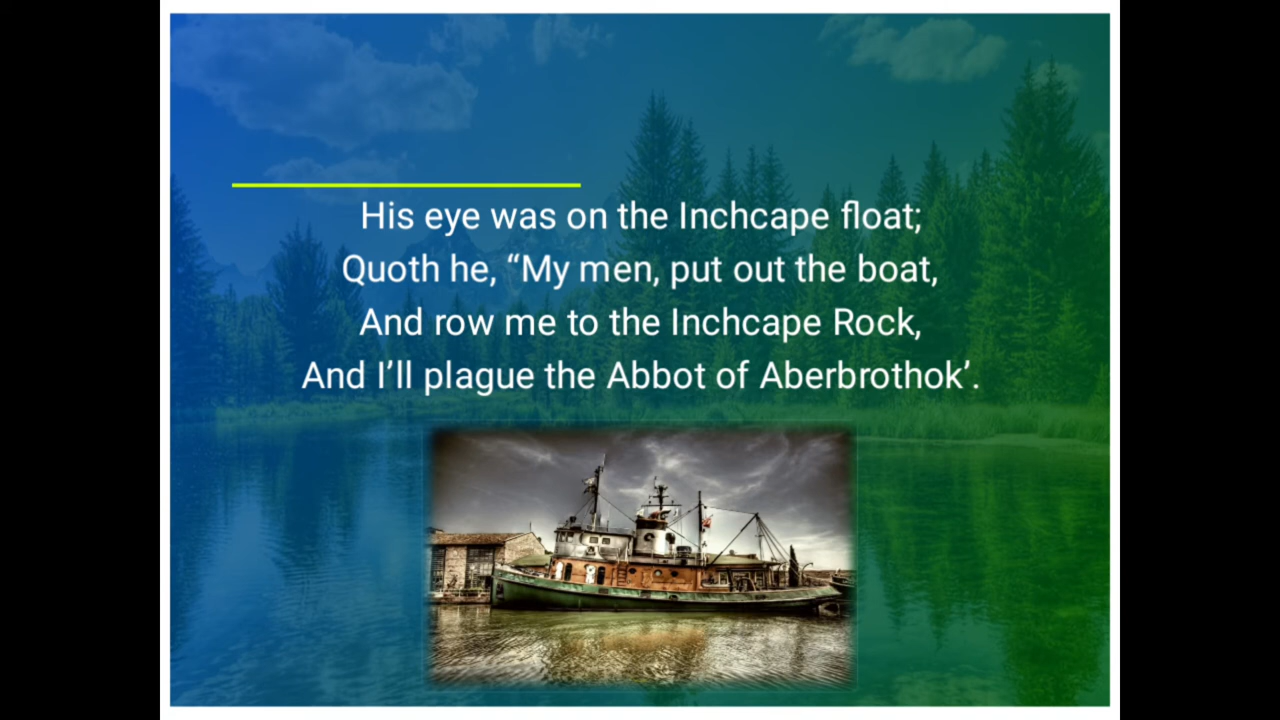 His eye was on the Inchcape float;
Quoth he, “My men, put out the boat,
And row me to the Inchcape Rock,
And I’ll plague the Abbot of Aberbrothok’.